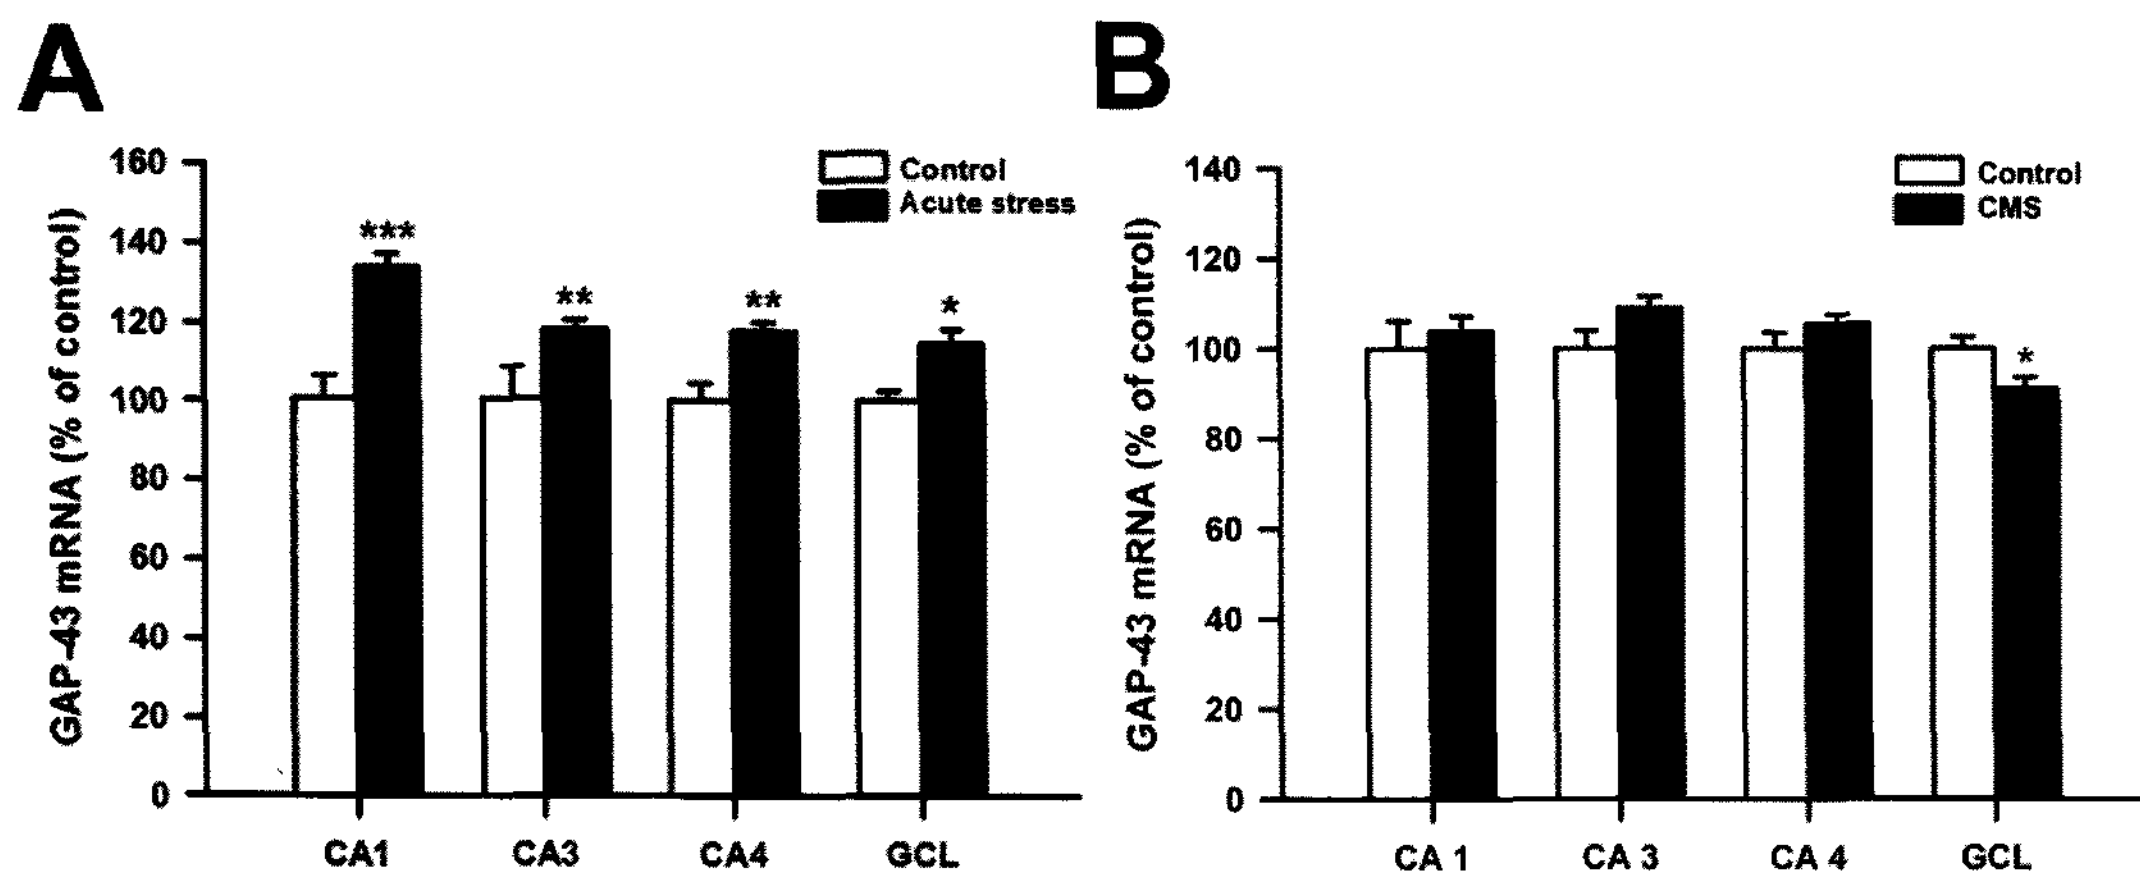 A
B
160
140
120
100
80
60
40
20
0
GAP-43 mRNA (% of control)
Control
Acute stress
***
**
**
*
CA1
CA3
CA4
GCL
140
120
100
80
60
40
20
0
GAP-43 mRNA (% of control)
Control
CMS
*
CA 1
CA 3
CA 4
GCL